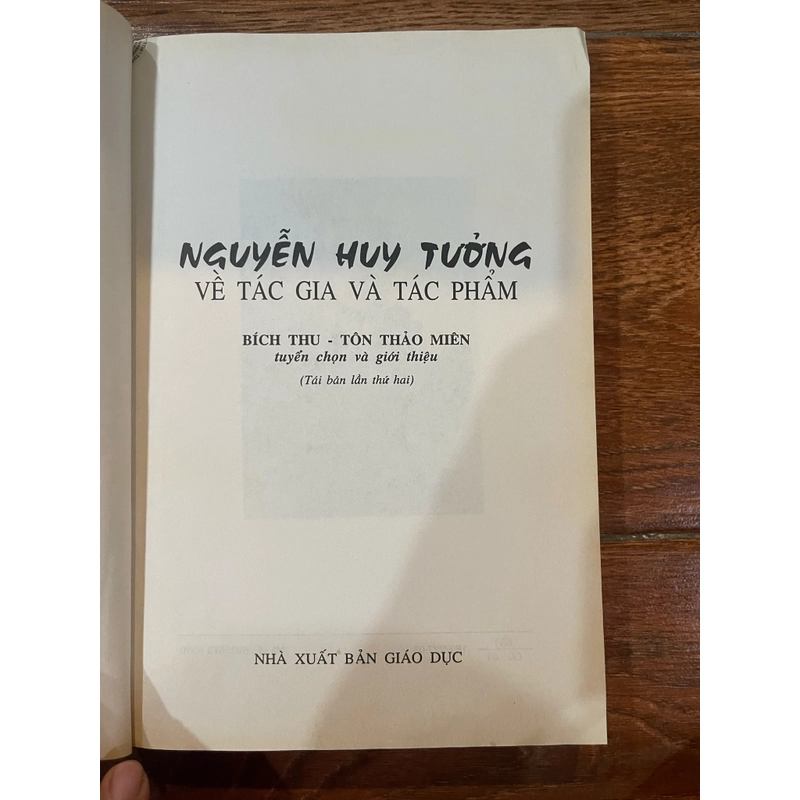 NGUYỄN HUY TƯỞNG
VỀ TÁC GIA VÀ TÁC PHẨM
BÍCH THU - TÔN THẢO MIÊN
tuyển chọn và giới thiệu
(Tái bản lần thứ hai)
NHÀ XUẤT BẢN GIÁO DỤC